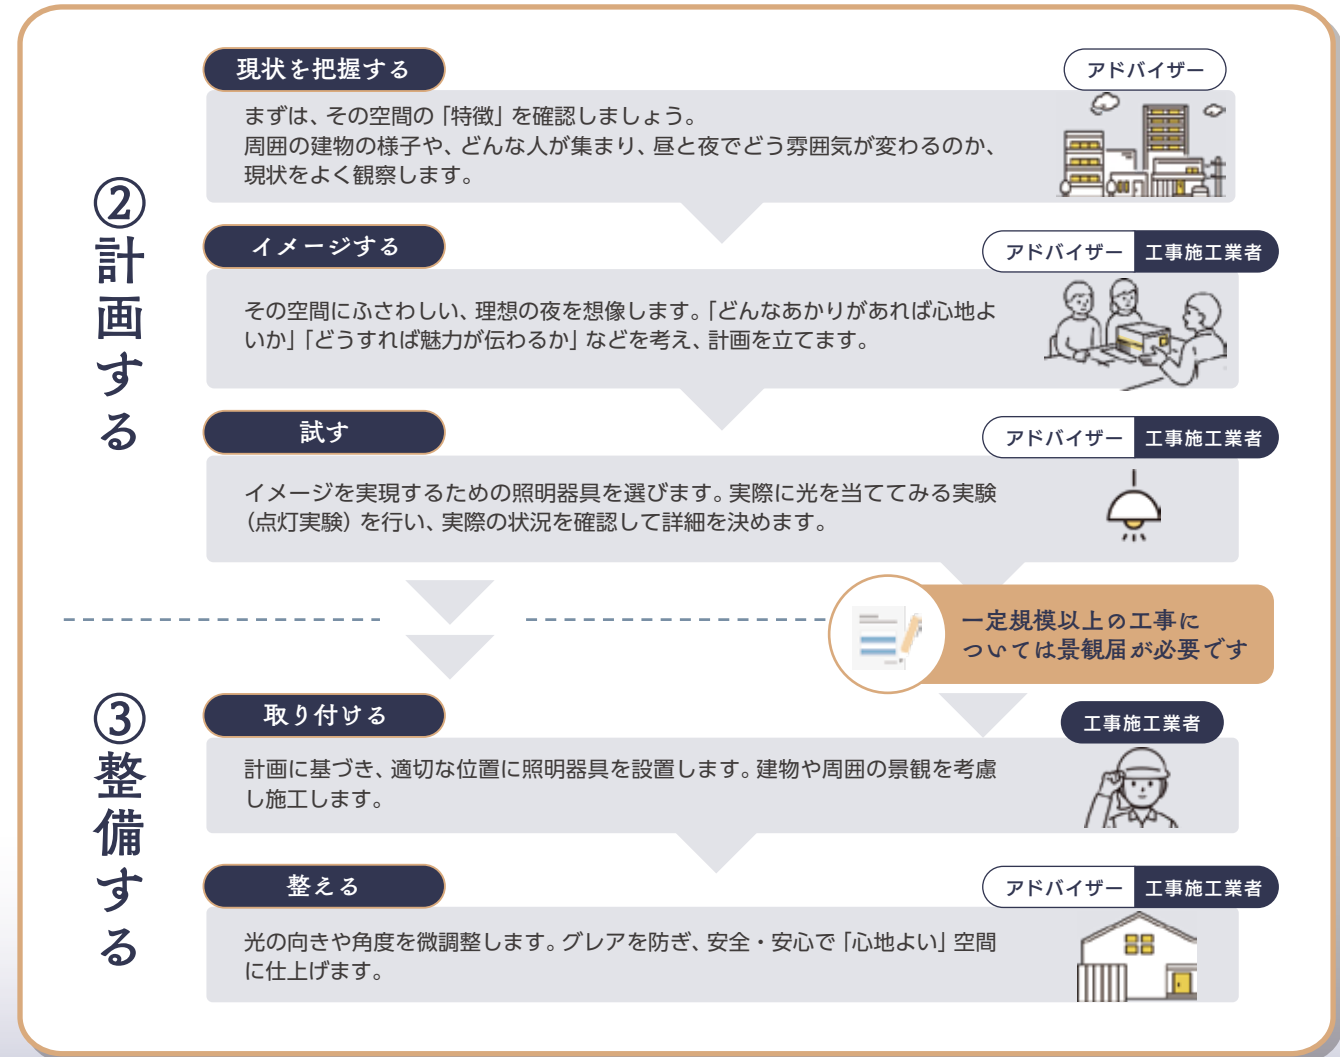 ②計画する
現状を把握する
アドバイザー
まずは、その空間の「特徴」を確認しましょう。
周囲の建物の様子や、どんな人が集まり、昼と夜でどう雰囲気が変わるのか、
現状をよく観察します。
イメージする
アドバイザー 工事施工業者
その空間にふさわしい、理想の夜を想像します。「どんなあかりがあれば心地よ
いか」「どうすれば魅力が伝わるか」などを考え、計画を立てます。
試す
アドバイザー 工事施工業者
イメージを実現するための照明器具を選びます。実際に光を当ててみる実験
（点灯実験）を行い、実際の状況を確認して詳細を決めます。
一定規模以上の工事に
ついては景観届が必要です
③整備する
取り付ける
工事施工業者
計画に基づき、適切な位置に照明器具を設置します。建物や周囲の景観を考慮
し施工します。
整える
アドバイザー 工事施工業者
光の向きや角度を微調整します。グレアを防ぎ、安全・安心で「心地よい」空間
に仕上げます。